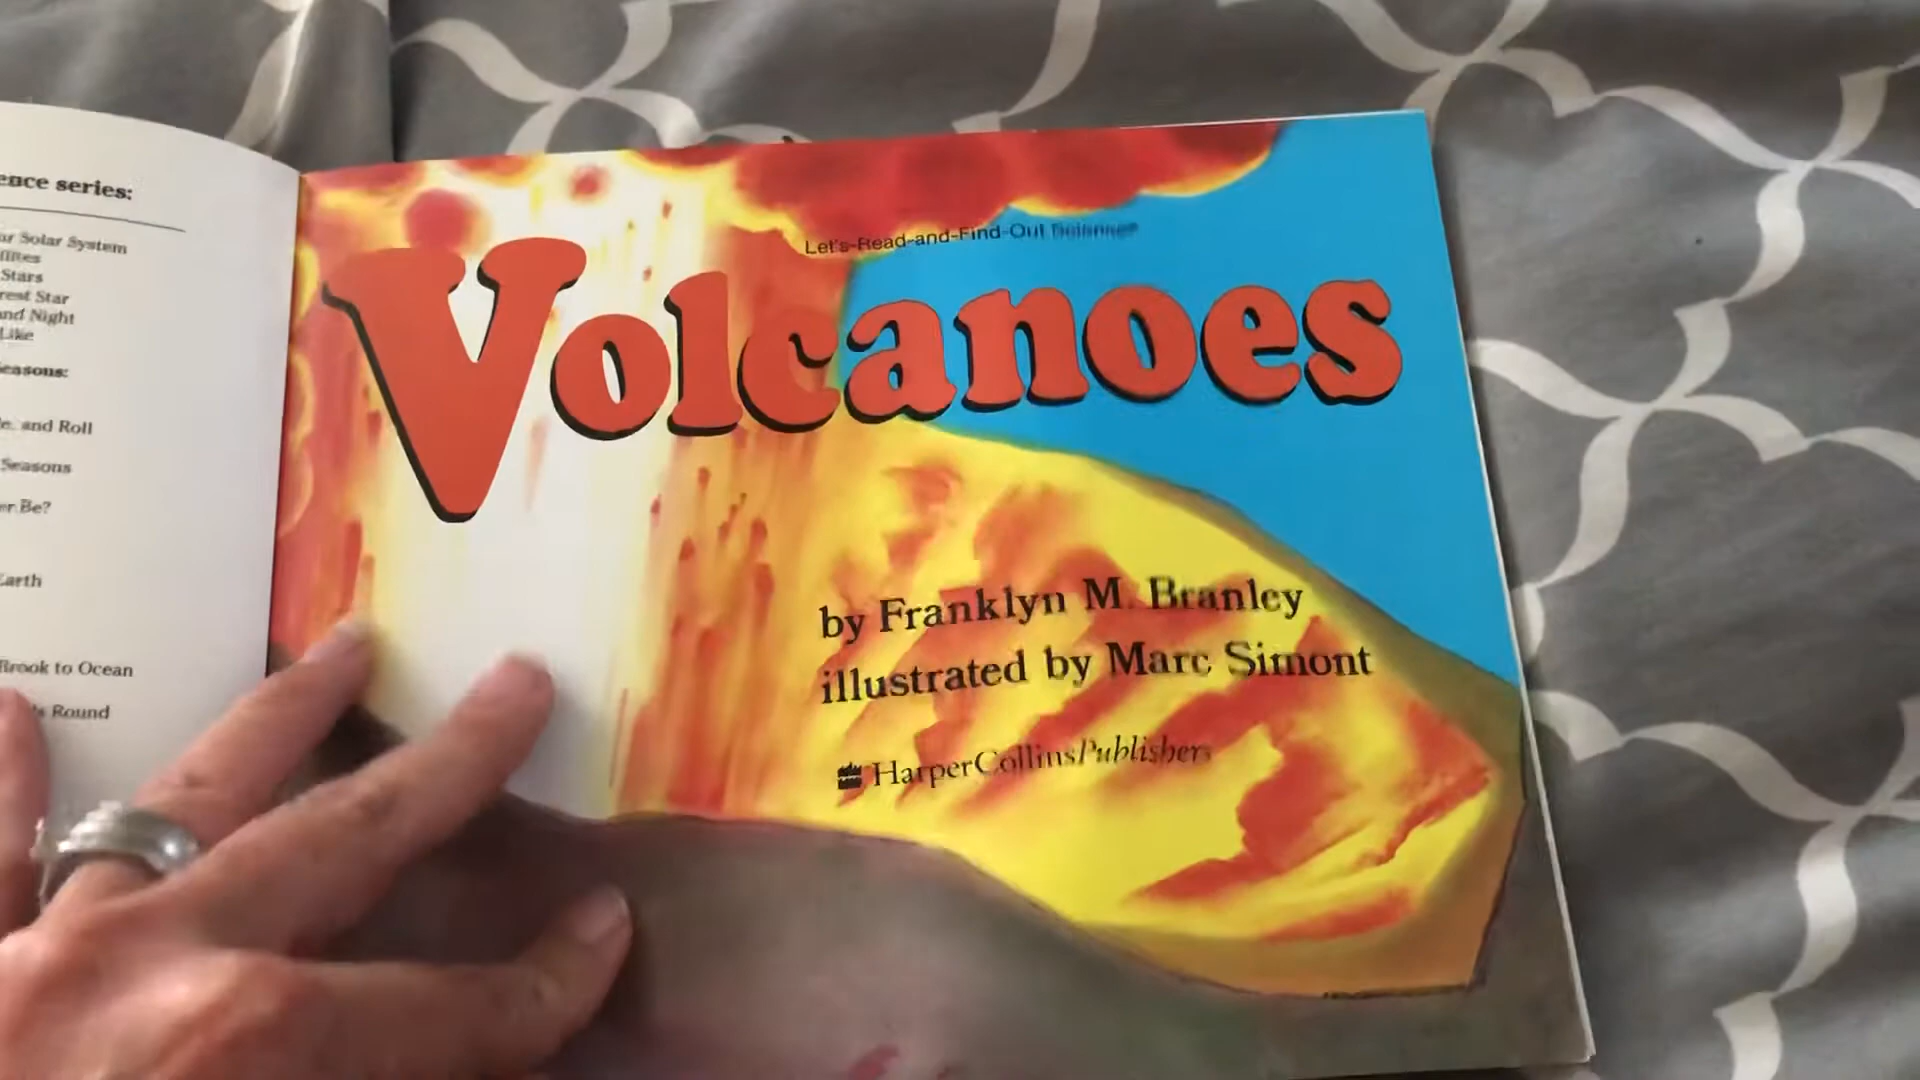 ence series:
Solar System
Stars
rest Star
and Night
Like
easons:
and Roll
Seasons
Be?
Earth
Brook to Ocean
Round
Let's-Read-and-Find-Out Science®
Volcanoes
by Franklyn M. Branley
illustrated by Marc Simont
HarperCollinsPublishers